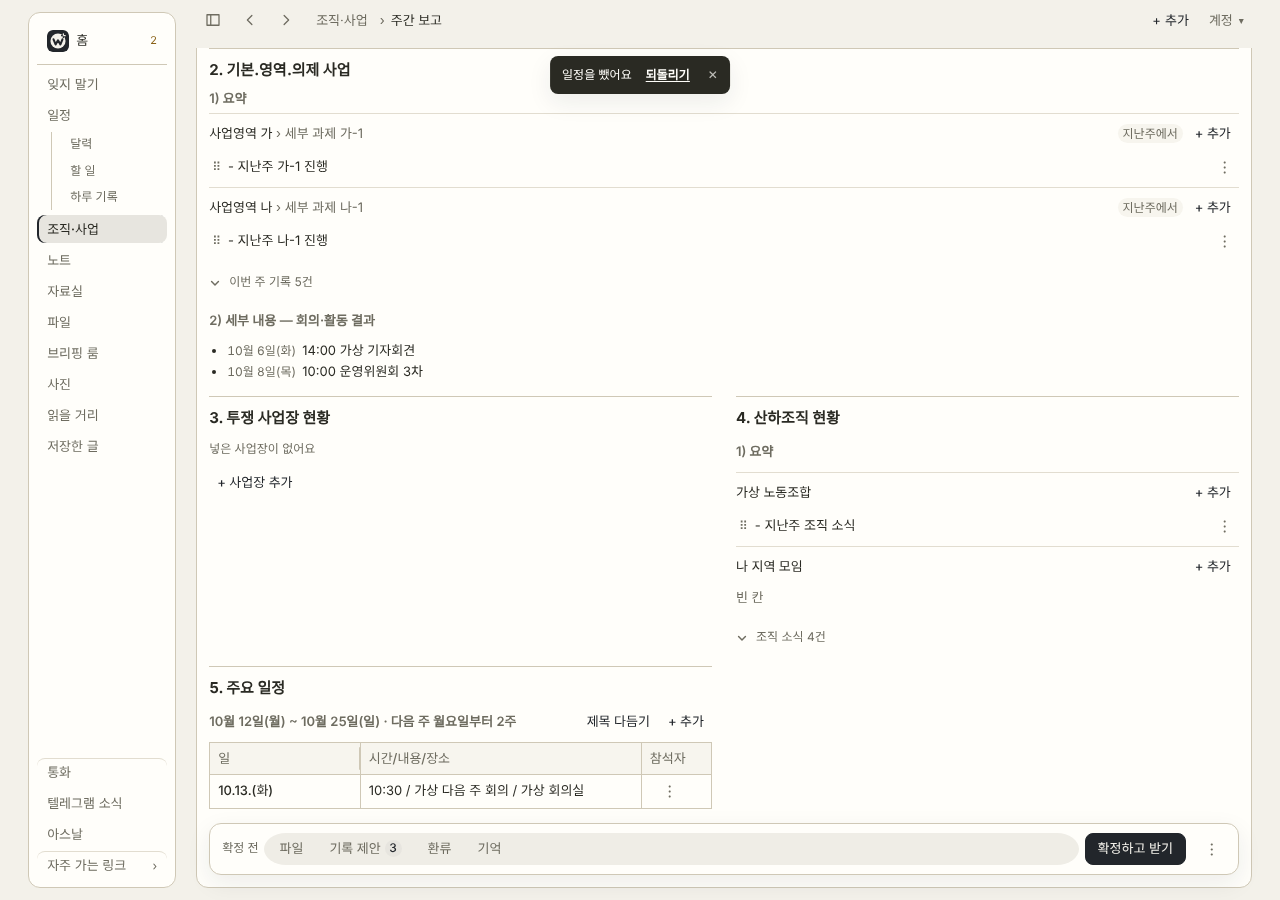 홈 2
잊지 말기
일정
달력
할 일
하루 기록
조직·사업
노트
자료실
파일
브리핑 룸
사진
읽을 거리
저장한 글
통화
텔레그램 소식
아스날
자주 가는 링크 ›
조직·사업 › 주간 보고
+ 추가 계정 ▾
일정을 뺐어요 되돌리기 ×
2. 기본.영역.의제 사업
1) 요약
사업영역 가 › 세부 과제 가-1 지난주에서 + 추가
- 지난주 가-1 진행
사업영역 나 › 세부 과제 나-1 지난주에서 + 추가
- 지난주 나-1 진행
이번 주 기록 5건
2) 세부 내용 — 회의·활동 결과
• 10월 6일(화) 14:00 가상 기자회견
• 10월 8일(목) 10:00 운영위원회 3차
3. 투쟁 사업장 현황
넣은 사업장이 없어요
+ 사업장 추가
4. 산하조직 현황
1) 요약
가상 노동조합 + 추가
- 지난주 조직 소식
나 지역 모임 + 추가
빈 칸
조직 소식 4건
5. 주요 일정
10월 12일(월) ~ 10월 25일(일) · 다음 주 월요일부터 2주 제목 다듬기 + 추가
일 시간/내용/장소 참석자
10.13.(화) 10:30 / 가상 다음 주 회의 / 가상 회의실
확정 전 파일 기록 제안 3 환류 기억 확정하고 받기